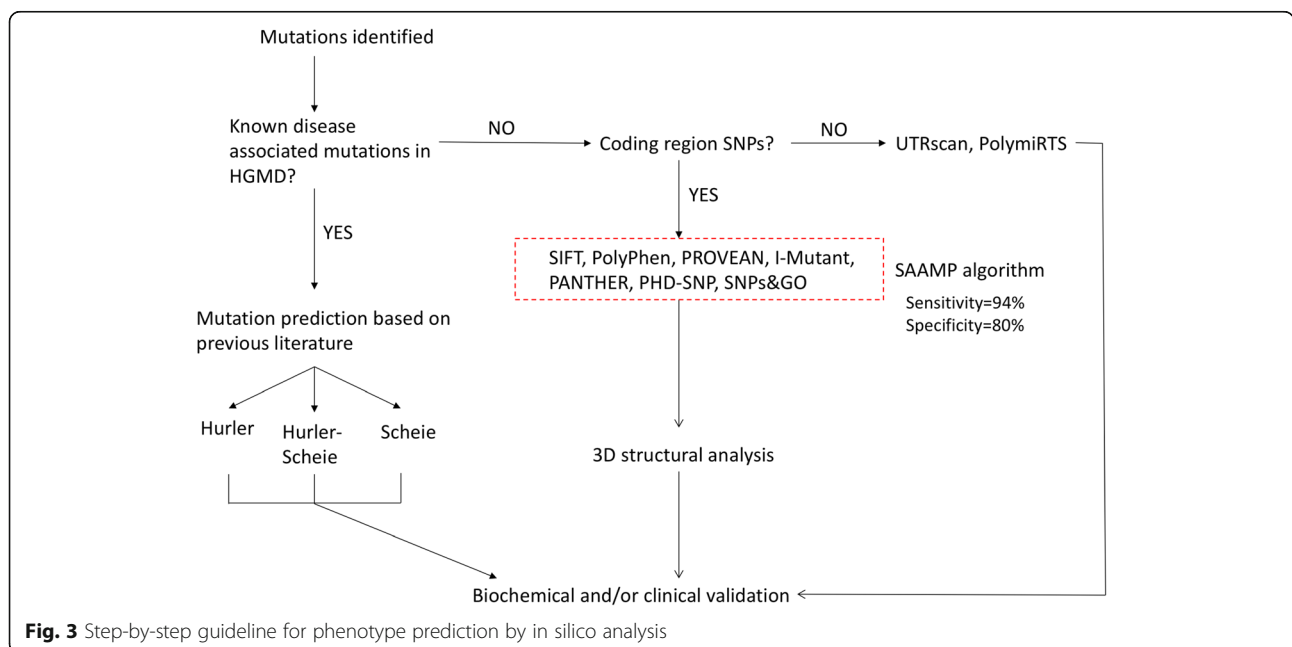 Mutations identified
Known disease
associated mutations in
HGMD?
NO
Coding region SNPs?
NO
UTRscan, PolymiRTS
YES
YES
SIFT, PolyPhen, PROVEAN, I-Mutant,
PANTHER, PHD-SNP, SNPs&GO
SAAMP algorithm
Sensitivity=94%
Specificity=80%
Mutation prediction based on
previous literature
Hurler
Hurler-
Scheie
Scheie
3D structural analysis
Biochemical and/or clinical validation
Fig. 3 Step-by-step guideline for phenotype prediction by in silico analysis